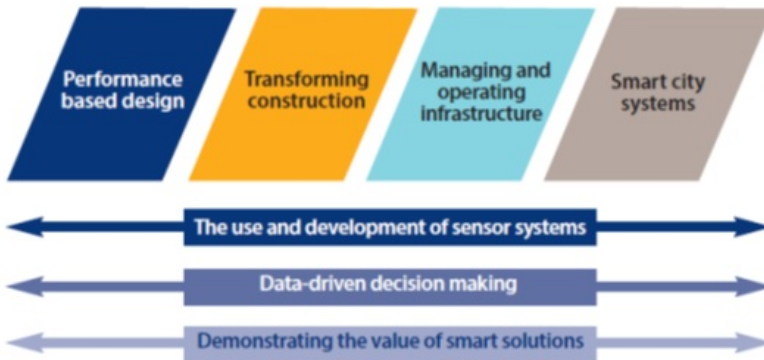 Performance
based design
Transforming
construction
Managing and
operating
infrastructure
Smart city
systems
The use and development of sensor systems
Data-driven decision making
Demonstrating the value of smart solutions